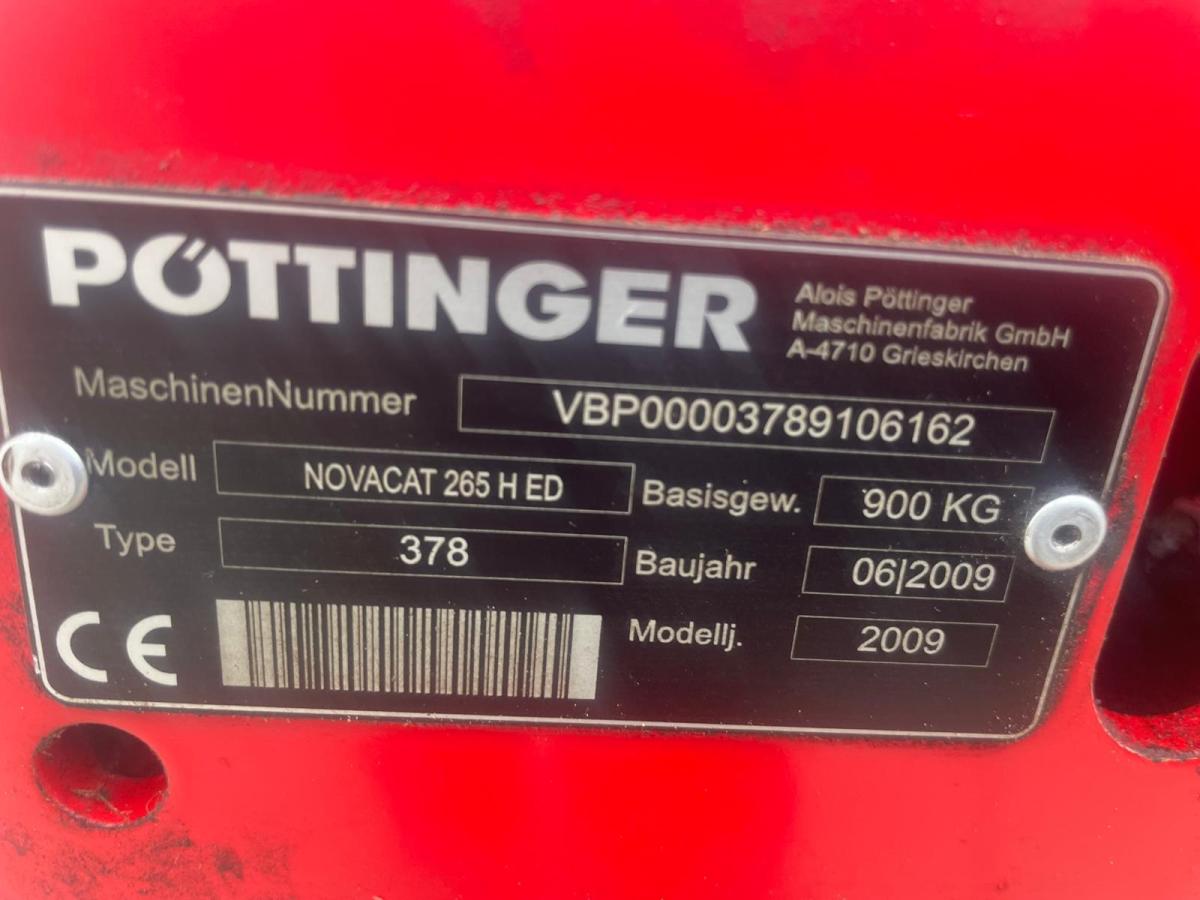 PÖTTINGER
Alois Pöttinger
Maschinenfabrik GmbH
A-4710 Grieskirchen
MaschinenNummer VBP00003789106162
Modell NOVACAT 265 H ED Basisgew. 900 KG
Type 378 Baujahr 06|2009
CE Modellj. 2009